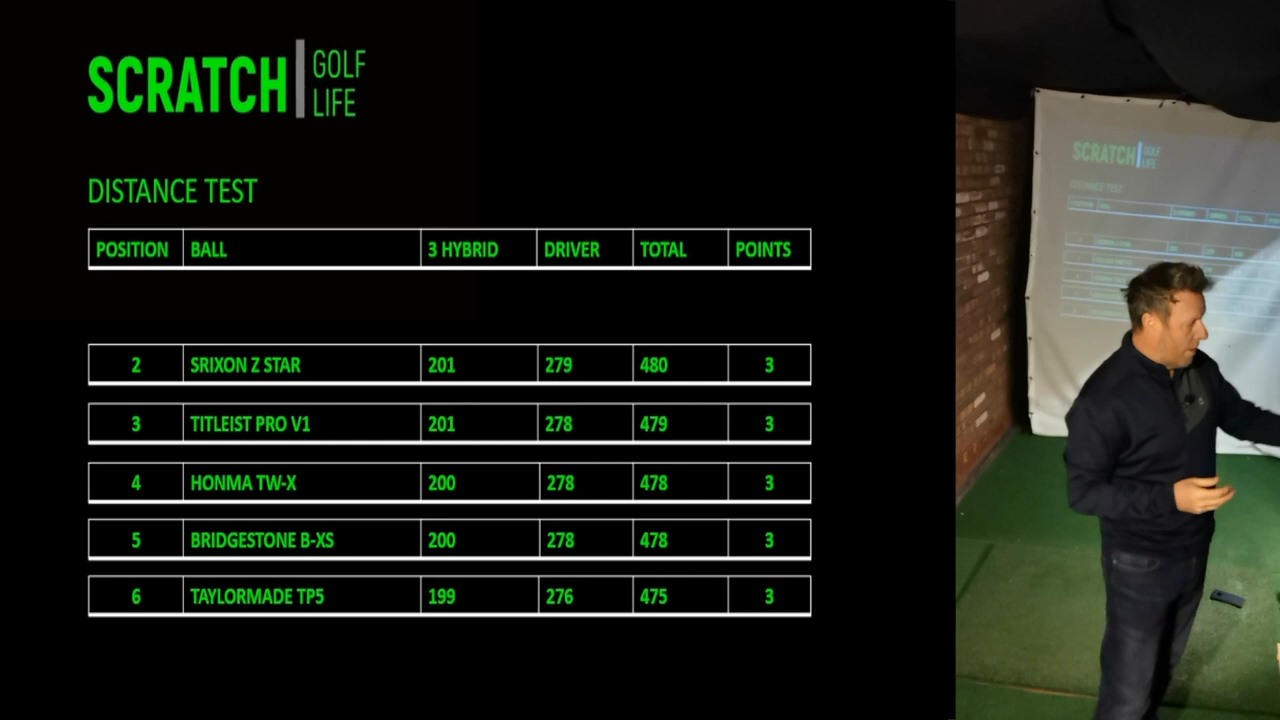 SCRATCH GOLF LIFE
DISTANCE TEST
POSITION BALL 3 HYBRID DRIVER TOTAL POINTS
2 SRIXON Z STAR 201 279 480 3
3 TITLEIST PRO V1 201 278 479 3
4 HONMA TW-X 200 278 478 3
5 BRIDGESTONE B-XS 200 278 478 3
6 TAYLORMADE TP5 199 276 475 3
SCRATCH GOLF LIFE
DISTANCE TEST